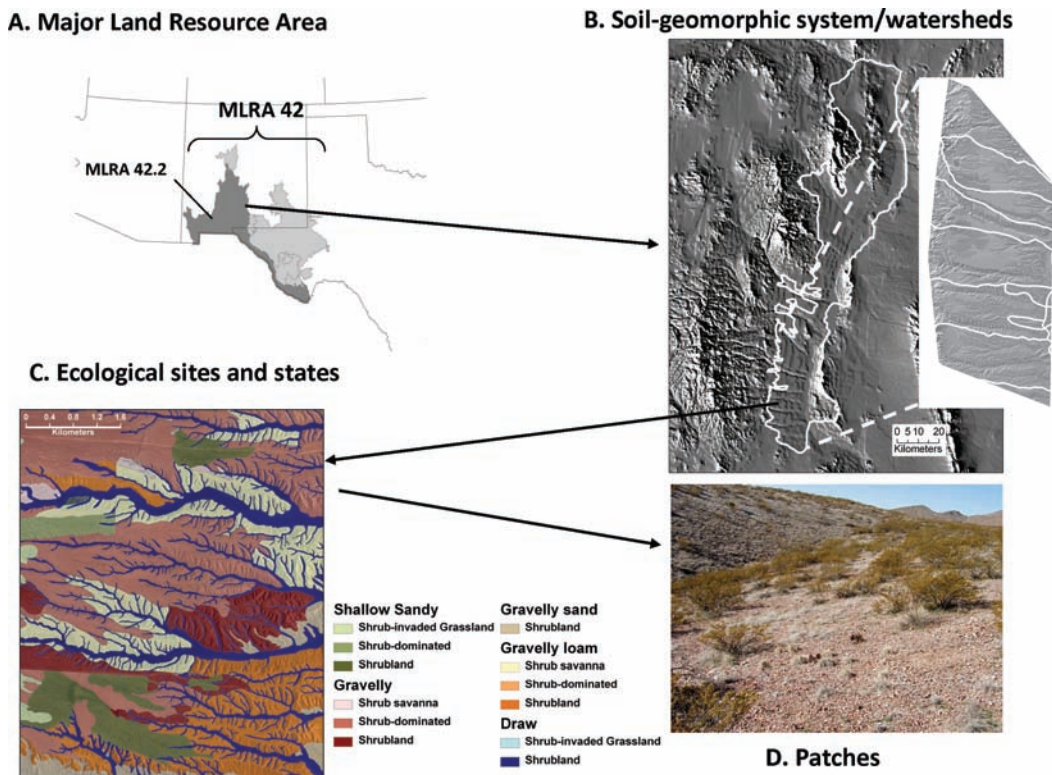 A. Major Land Resource Area
MLRA 42
MLRA 42.2
B. Soil-geomorphic system/watersheds
0 5 10 20
Kilometers
C. Ecological sites and states
0 0.4 0.8 1.2 1.6
Kilometers
Shallow Sandy
Shrub-invaded Grassland
Shrub-dominated
Shrubland
Gravelly
Shrub savanna
Shrub-dominated
Shrubland
Gravelly sand
Shrubland
Gravelly loam
Shrub savanna
Shrub-dominated
Shrubland
Draw
Shrub-invaded Grassland
Shrubland
D. Patches